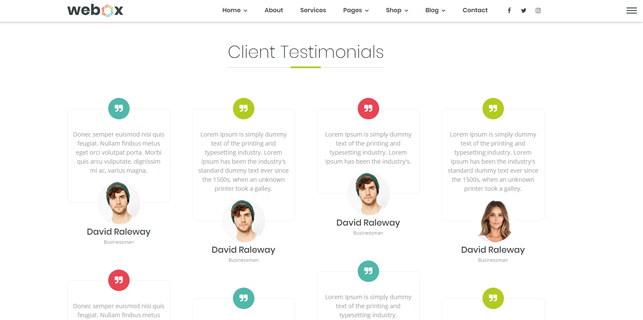 webox
Home About Services Pages Shop Blog Contact
Client Testimonials
Donec semper euismod nisi quis
feugiat. Nullam finibus metus
eget orci volutpat porta. Morbi
quis arcu vulputate, dignissim
mi ac, varius magna.
David Raleway
Businessman
Lorem Ipsum is simply dummy
text of the printing and
typesetting industry. Lorem
Ipsum has been the industry's
standard dummy text ever since
the 1500s, when an unknown
printer took a galley.
David Raleway
Businessman
Lorem Ipsum is simply dummy
text of the printing and
typesetting industry. Lorem
Ipsum has been the industry's.
David Raleway
Businessman
Lorem Ipsum is simply dummy
text of the printing and
typesetting industry. Lorem
Ipsum has been the industry's
standard dummy text ever since
the 1500s, when an unknown
printer took a galley.
David Raleway
Businessman
Donec semper euismod nisi quis
feugiat. Nullam finibus metus
Lorem Ipsum is simply dummy
text of the printing and
typesetting industry.